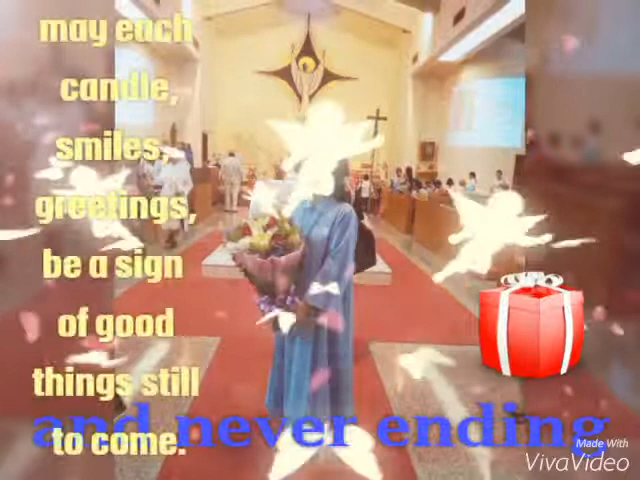 may each
candle,
smiles,
greetings,
be a sign
of good
things still
to come.
and never ending
Made With
VivaVideo